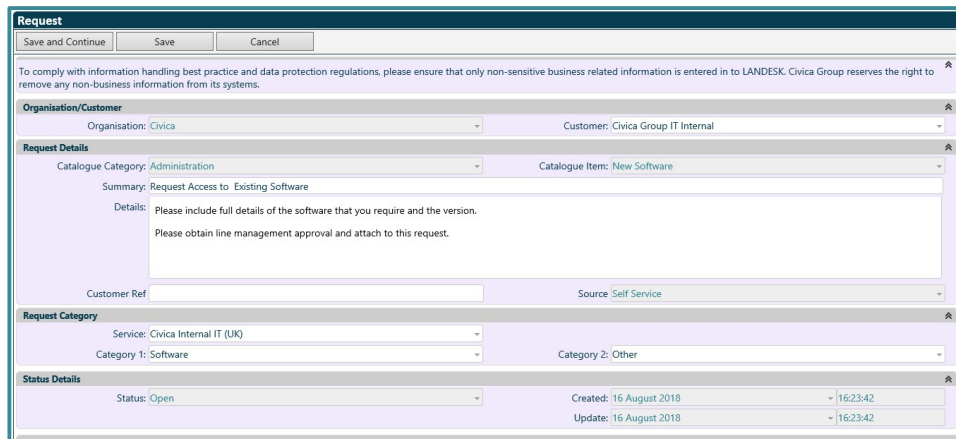 Request
Save and Continue Save Cancel
To comply with information handling best practice and data protection regulations, please ensure that only non-sensitive business related information is entered in to LANDESK. Civica Group reserves the right to
remove any non-business information from its systems.
Organisation/Customer
Organisation: Civica Customer: Civica Group IT Internal
Request Details
Catalogue Category: Administration Catalogue Item: New Software
Summary: Request Access to Existing Software
Details: Please include full details of the software that you require and the version.
Please obtain line management approval and attach to this request.
Customer Ref Source Self Service
Request Category
Service: Civica Internal IT (UK)
Category 1: Software Category 2: Other
Status Details
Status: Open Created: 16 August 2018 16:23:42
Update: 16 August 2018 16:23:42